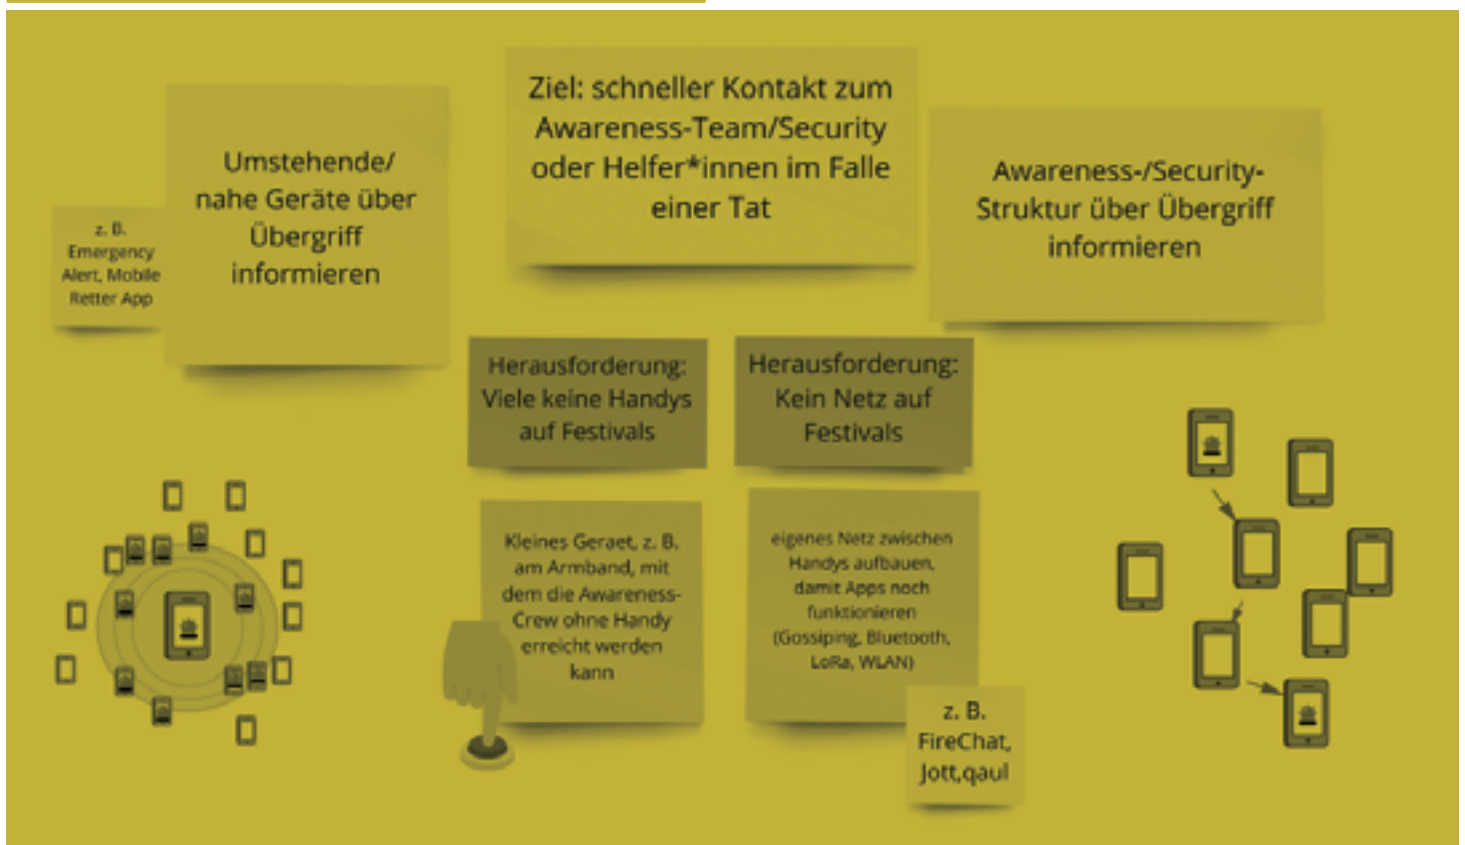 Ziel: schneller Kontakt zum
Awareness-Team/Security
oder Helfer*innen im Falle
einer Tat
Umstehende/
nahe Geräte über
Übergriff
informieren
z. B.
Emergency
Alert, Mobile
Retter App
Awareness-/Security-
Struktur über Übergriff
informieren
Herausforderung:
Viele keine Handys
auf Festivals
Herausforderung:
Kein Netz auf
Festivals
Kleines Geraet, z. B.
am Armband, mit
dem die Awareness-
Crew ohne Handy
erreicht werden
kann
eigenes Netz zwischen
Handys aufbauen,
damit Apps noch
funktionieren
(Gossiping, Bluetooth,
LoRa, WLAN)
z. B.
FireChat,
Jott,qaul